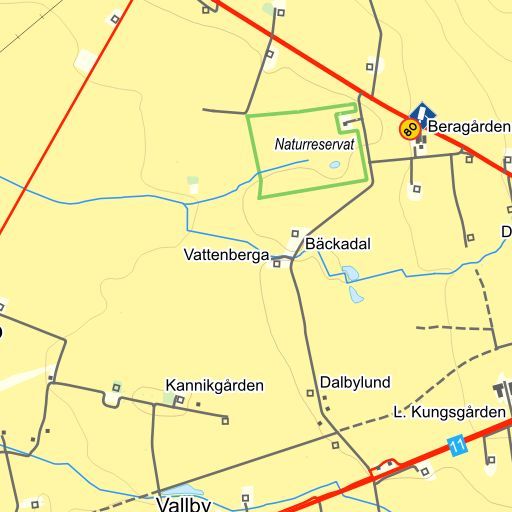 80
Beragården
Naturreservat
D
Bäckadal
Vattenberga
Kannikgården
Dalbylund
L. Kungsgården
11
Vallby